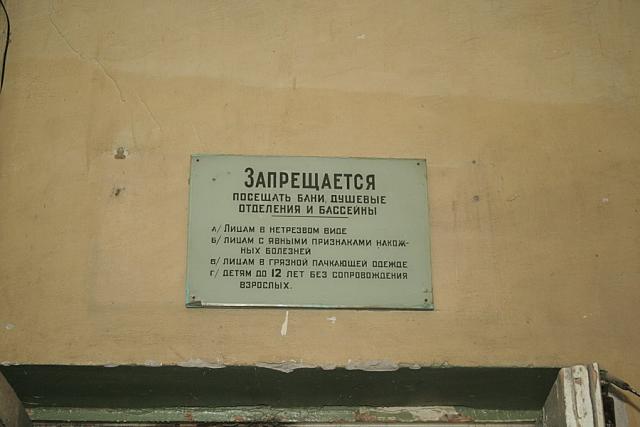 ЗАПРЕЩАЕТСЯ
ПОСЕЩАТЬ БАНИ, ДУШЕВЫЕ
ОТДЕЛЕНИЯ И БАССЕЙНЫ
А/ ЛИЦАМ В НЕТРЕЗВОМ ВИДЕ
Б/ ЛИЦАМ С ЯВНЫМИ ПРИЗНАКАМИ НАКОЖ-
НЫХ БОЛЕЗНЕЙ
В/ ЛИЦАМ В ГРЯЗНОЙ ПАЧКАЮЩЕЙ ОДЕЖДЕ
Г/ ДЕТЯМ ДО 12 ЛЕТ БЕЗ СОПРОВОЖДЕНИЯ
ВЗРОСЛЫХ.